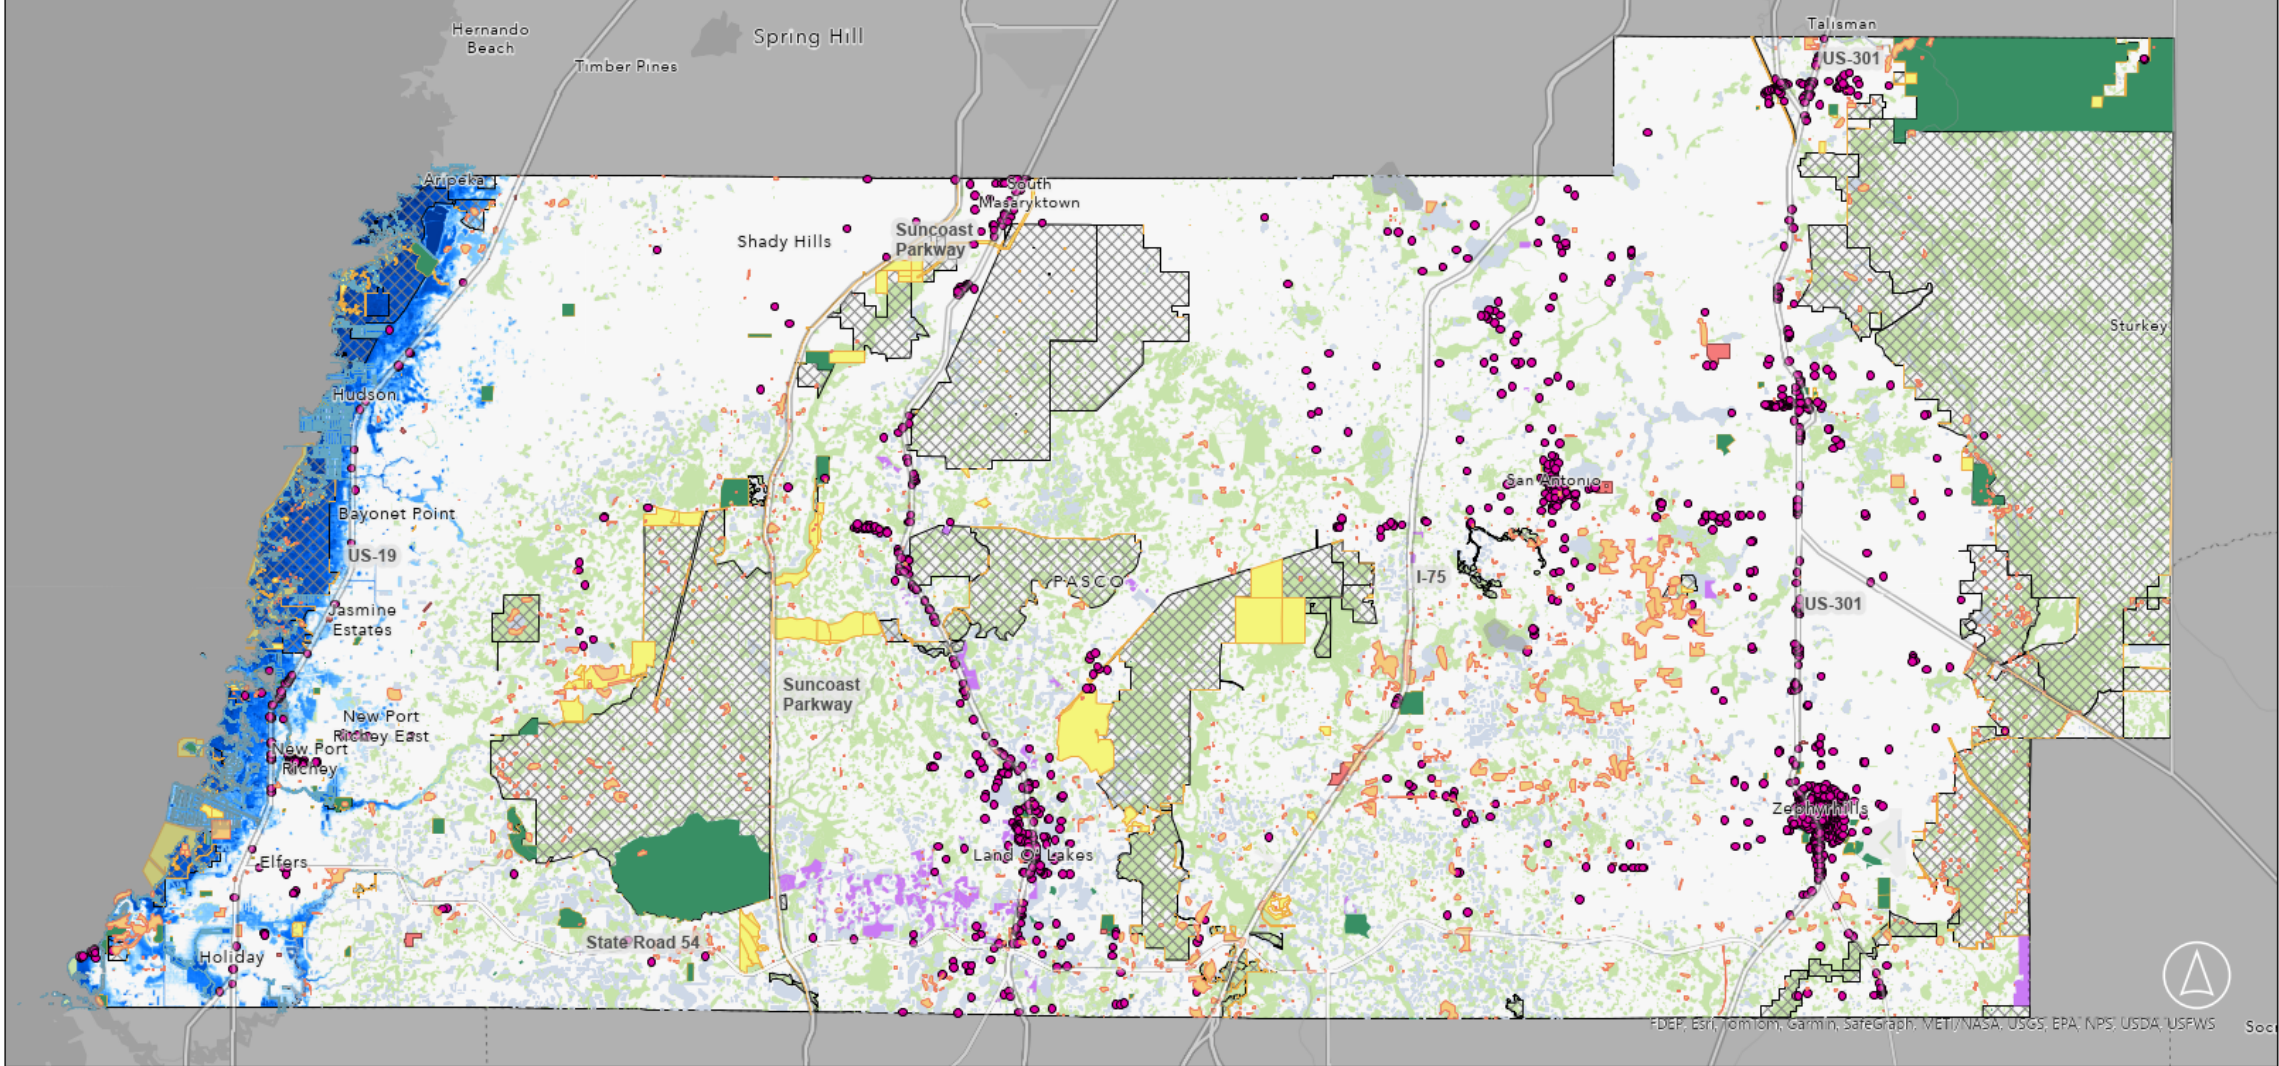 Talisman
Hernando
Beach
Spring Hill
US-301
Timber Pines
Aripeka
South
Masaryktown
Shady Hills
Suncoast
Parkway
Sturkey
Hudson
San Antonio
Bayonet Point
US-19
PASCO
I-75
US-301
Jasmine
Estates
Suncoast
Parkway
New Port
Richey East
New Port
Richey
Zephyrhills
Land O' Lakes
Elfers
State Road 54
Holiday
FDEP, Esri, TomTom, Garmin, SafeGraph, METI/NASA, USGS, EPA, NPS, USDA, USFWS